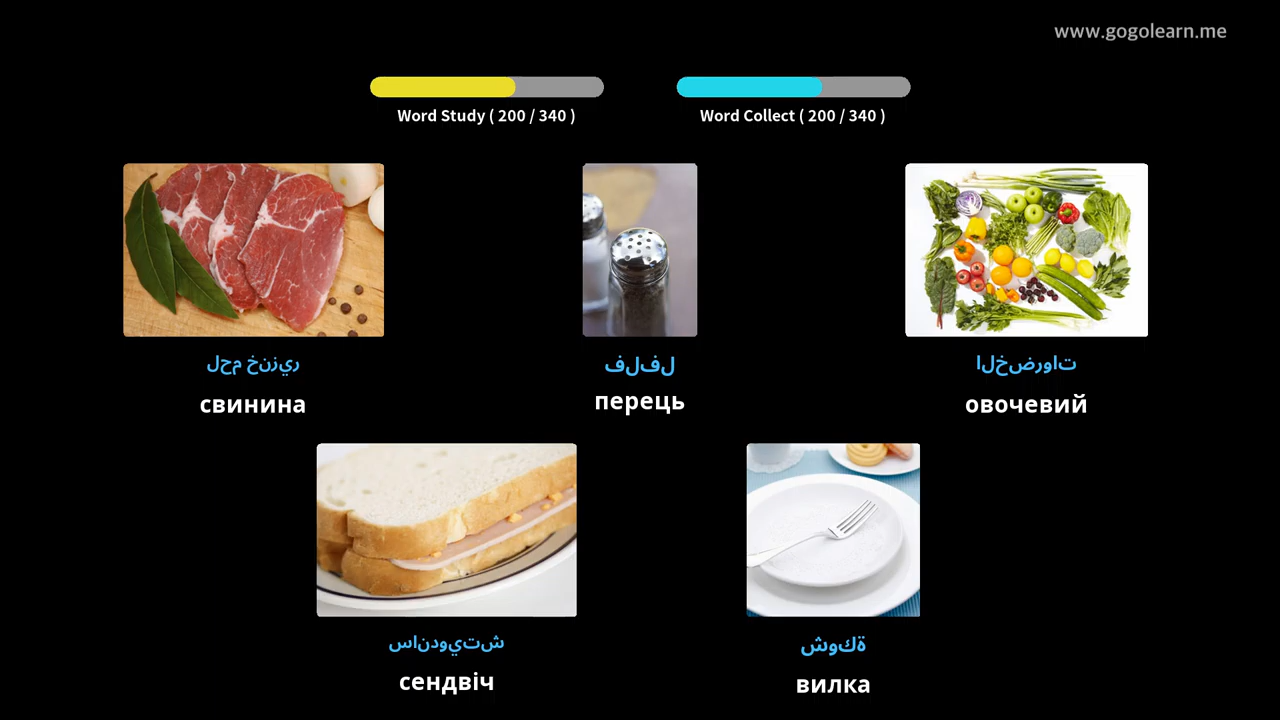 www.gogolearn.me
Word Study ( 200 / 340 )
Word Collect ( 200 / 340 )
لحم خنزير
свинина
فلفل
перець
الخضروات
овочевий
ساندويتش
сендвіч
شوكة
вилка